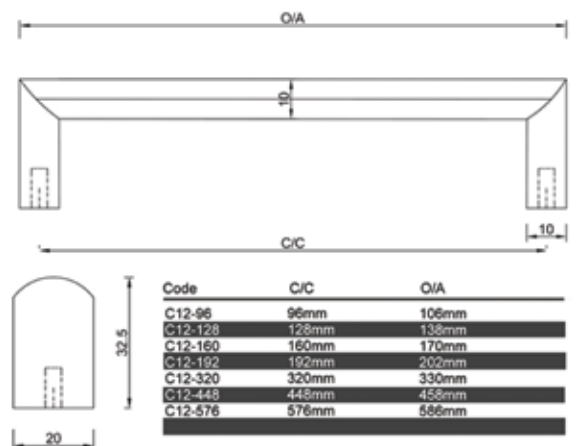 O/A
10
10
C/C
32.5
20
Code C/C O/A
C12-96 96mm 106mm
C12-128 128mm 138mm
C12-160 160mm 170mm
C12-192 192mm 202mm
C12-320 320mm 330mm
C12-448 448mm 458mm
C12-576 576mm 586mm